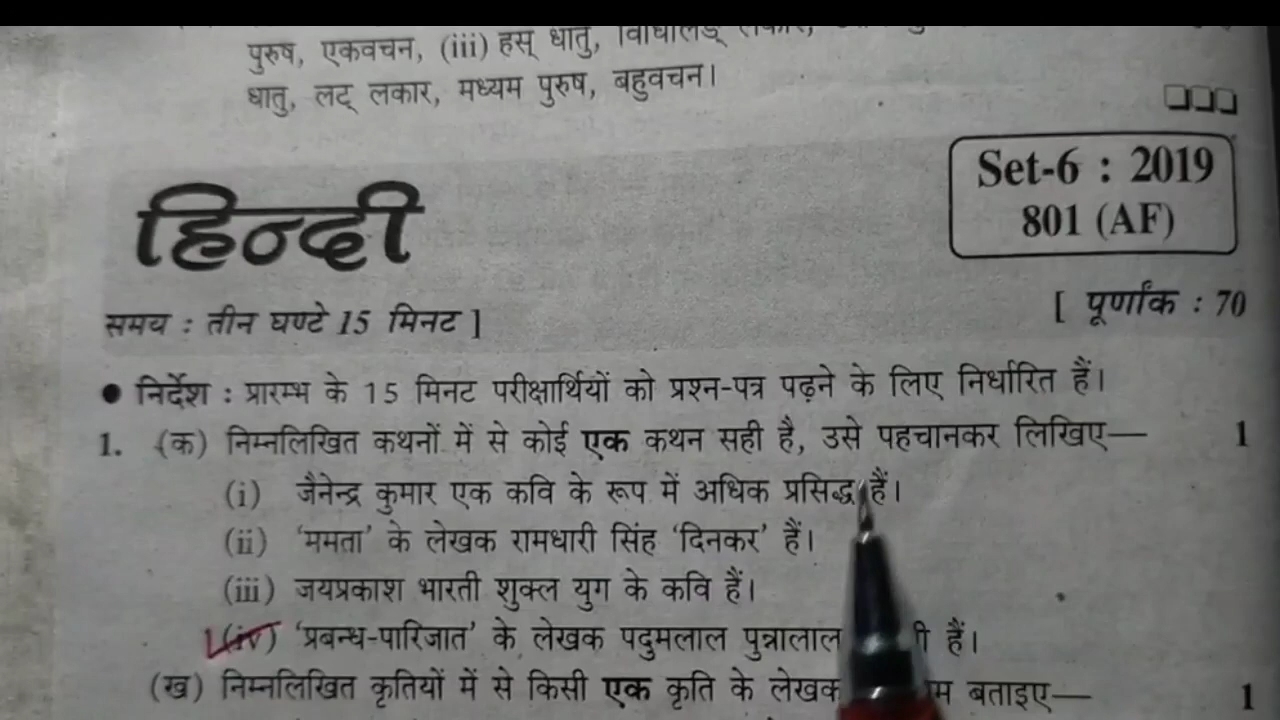 पुरुष, एकवचन, (iii) हस् धातु,
धातु, लट् लकार, मध्यम पुरुष, बहुवचन।
Set-6 : 2019
801 (AF)
हिन्दी
समय : तीन घण्टे 15 मिनट ]
[ पूर्णांक : 70
● निर्देश : प्रारम्भ के 15 मिनट परीक्षार्थियों को प्रश्न-पत्र पढ़ने के लिए निर्धारित हैं।
1. (क) निम्नलिखित कथनों में से कोई एक कथन सही है, उसे पहचानकर लिखिए— 1
(i) जैनेन्द्र कुमार एक कवि के रूप में अधिक प्रसिद्ध हैं।
(ii) 'ममता' के लेखक रामधारी सिंह 'दिनकर' हैं।
(iii) जयप्रकाश भारती शुक्ल युग के कवि हैं।
(iv) 'प्रबन्ध-पारिजात' के लेखक पदुमलाल पुन्नालाल हैं।
(ख) निम्नलिखित कृतियों में से किसी एक कृति के लेखक बताइए— 1